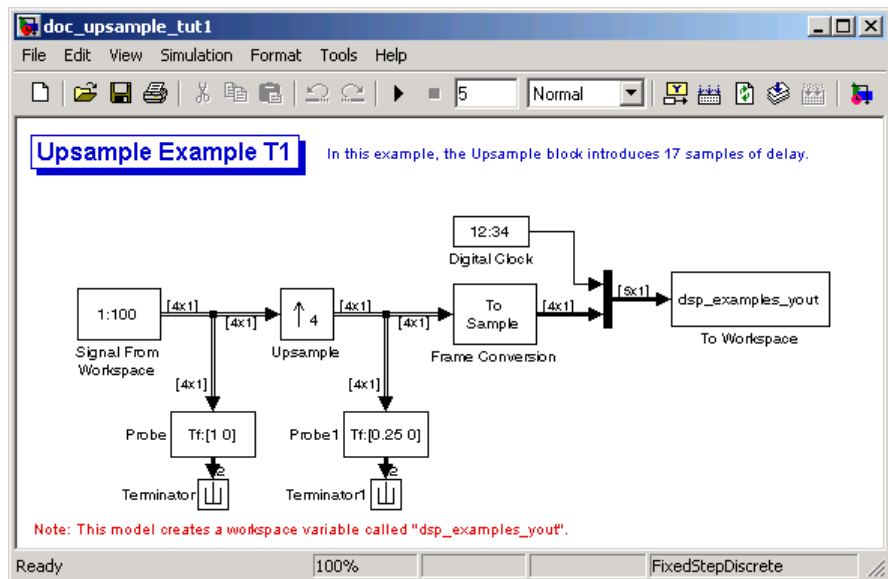 doc_upsample_tut1
File Edit View Simulation Format Tools Help
5 Normal
Upsample Example T1
In this example, the Upsample block introduces 17 samples of delay.
12:34
Digital Clock
1:100
Signal From
Workspace
[4x1]
[4x1]
4
Upsample
[4x1]
[4x1]
To
Sample
Frame Conversion
[4x1]
[5x1]
dsp_examples_yout
To Workspace
[4x1]
[4x1]
Probe
Tf:[1 0]
Probe1
Tf:[0.25 0]
2
2
Terminator
Terminator1
Note: This model creates a workspace variable called "dsp_examples_yout".
Ready 100% FixedStepDiscrete